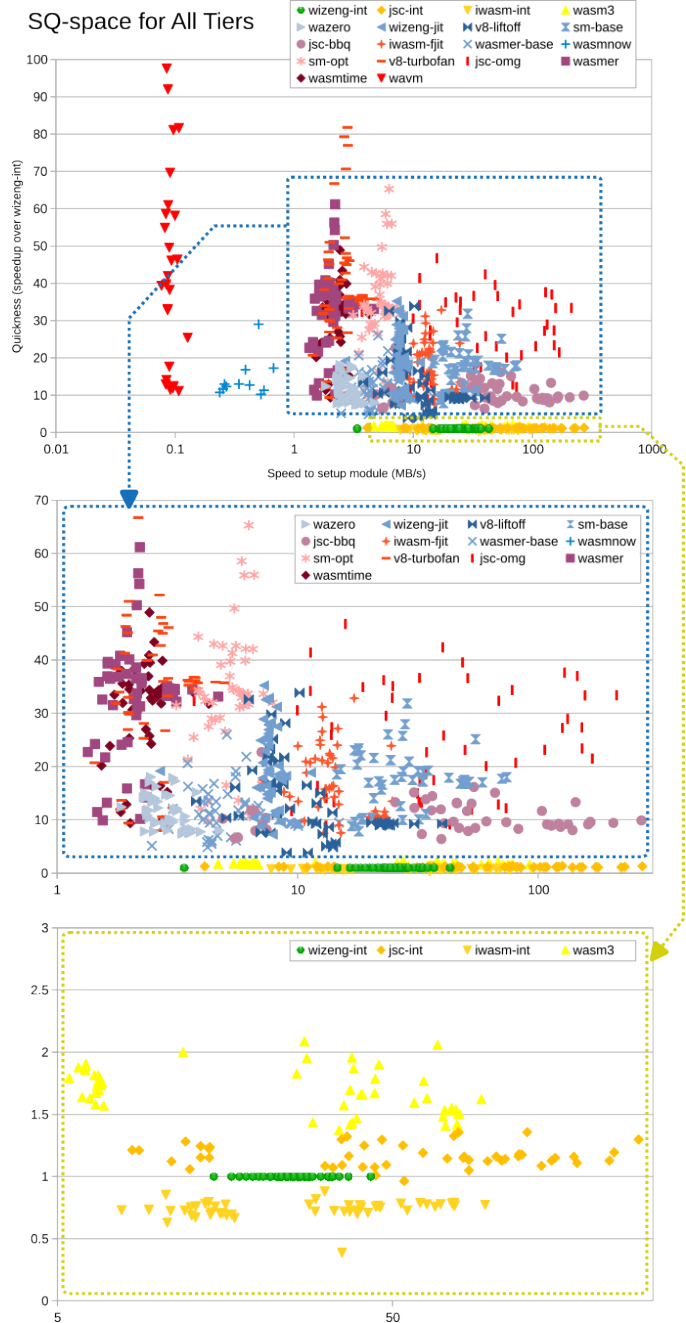 SQ-space for All Tiers
wizeng-int jsc-int iwasm-int wasm3
wazero wizeng-jit v8-liftoff sm-base
jsc-bbq iwasm-fjit wasmer-base wasmnow
sm-opt v8-turbofan jsc-omg wasmer
wasmtime wavm
Quickness (speedup over wizeng-int)
100
90
80
70
60
50
40
30
20
10
0
0.01 0.1 1 10 100 1000
Speed to setup module (MB/s)
wazero wizeng-jit v8-liftoff sm-base
jsc-bbq iwasm-fjit wasmer-base wasmnow
sm-opt v8-turbofan jsc-omg wasmer
wasmtime
70
60
50
40
30
20
10
0
1 10 100
wizeng-int jsc-int iwasm-int wasm3
3
2.5
2
1.5
1
0.5
0
5 50